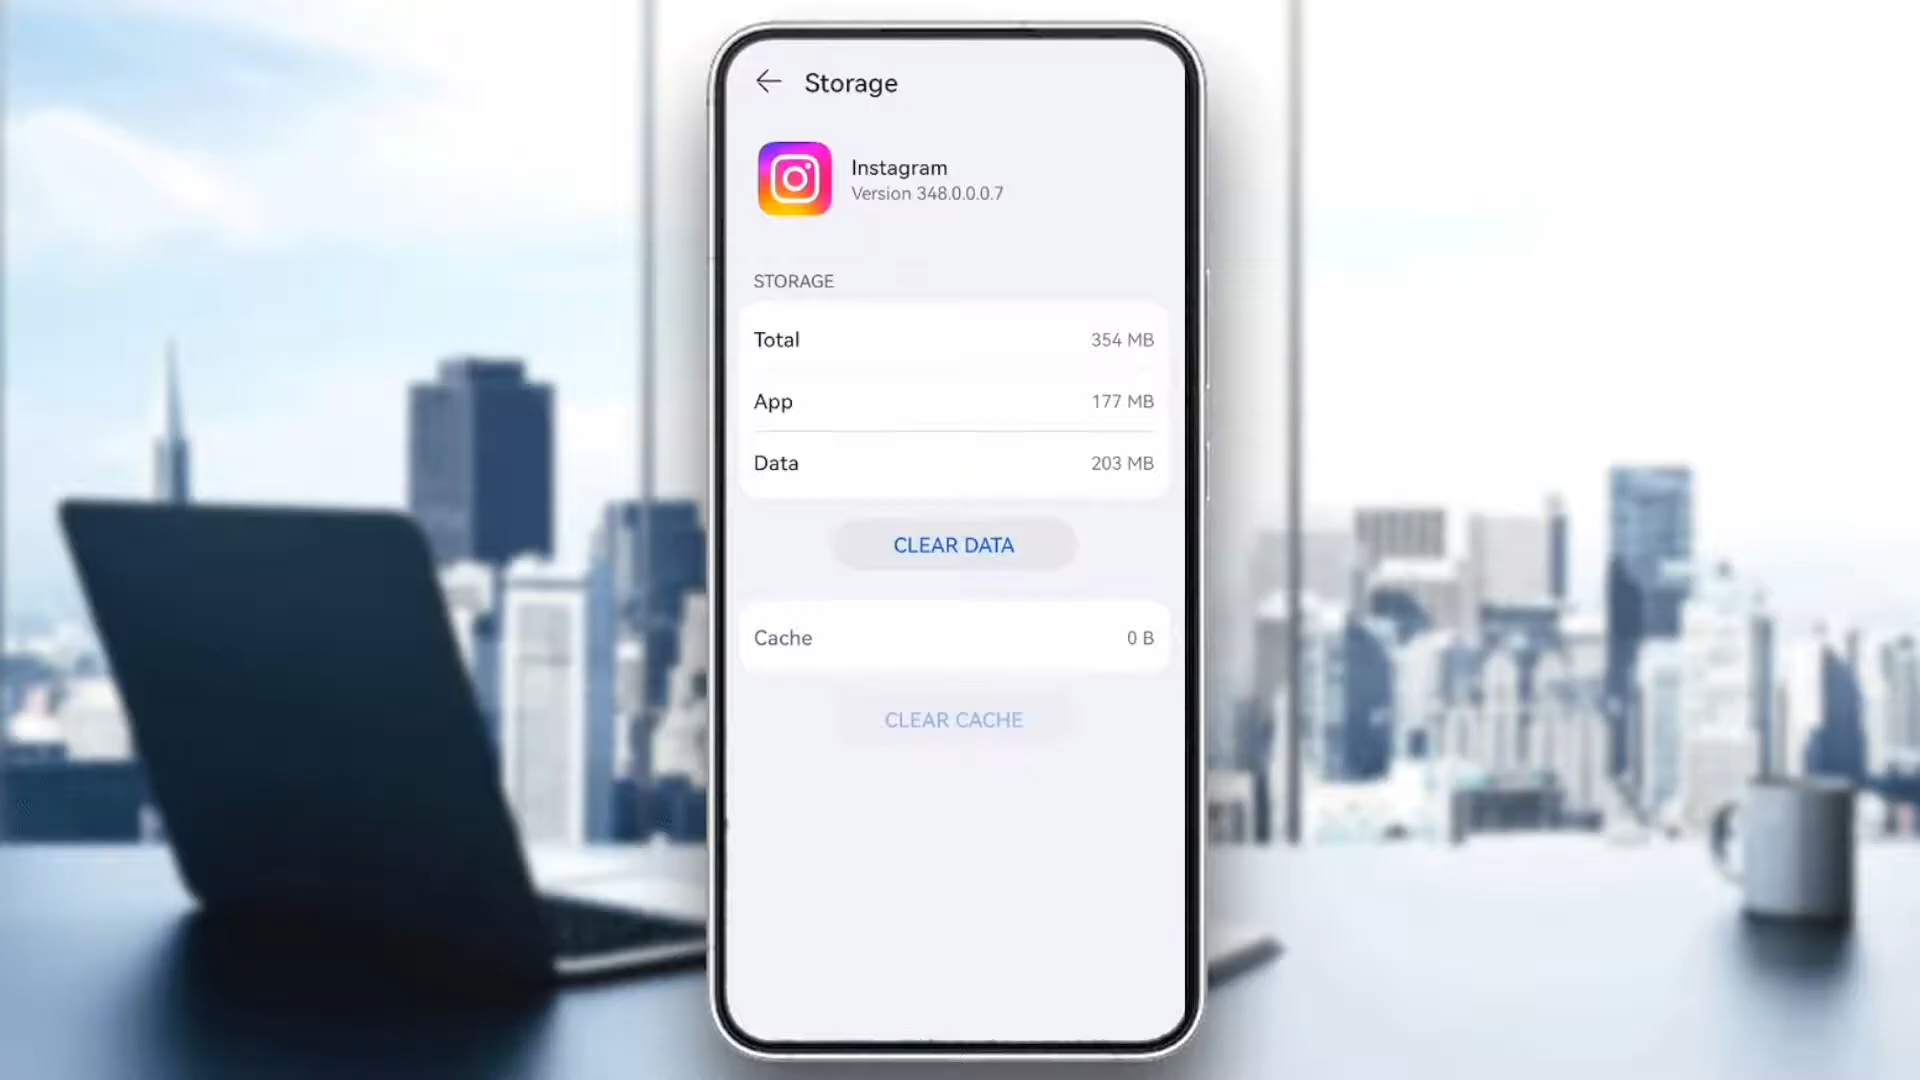 Storage
Instagram
Version 348.0.0.0.7
STORAGE
Total 354 MB
App 177 MB
Data 203 MB
CLEAR DATA
Cache 0 B
CLEAR CACHE